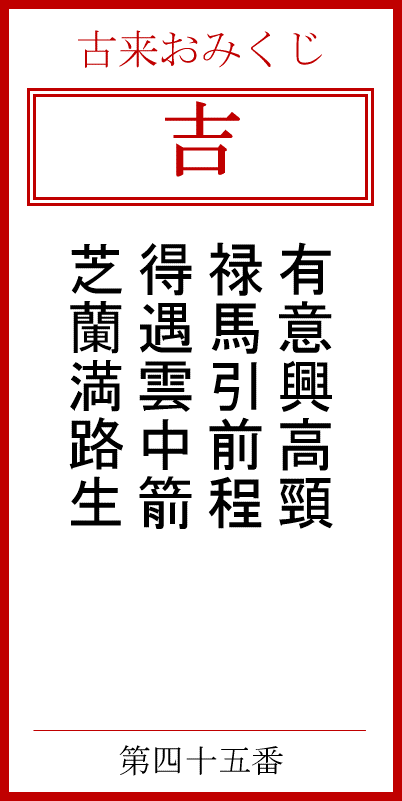 古来おみくじ
吉
有意興高頸
禄馬引前程
得遇雲中箭
芝蘭満路生
第四十五番